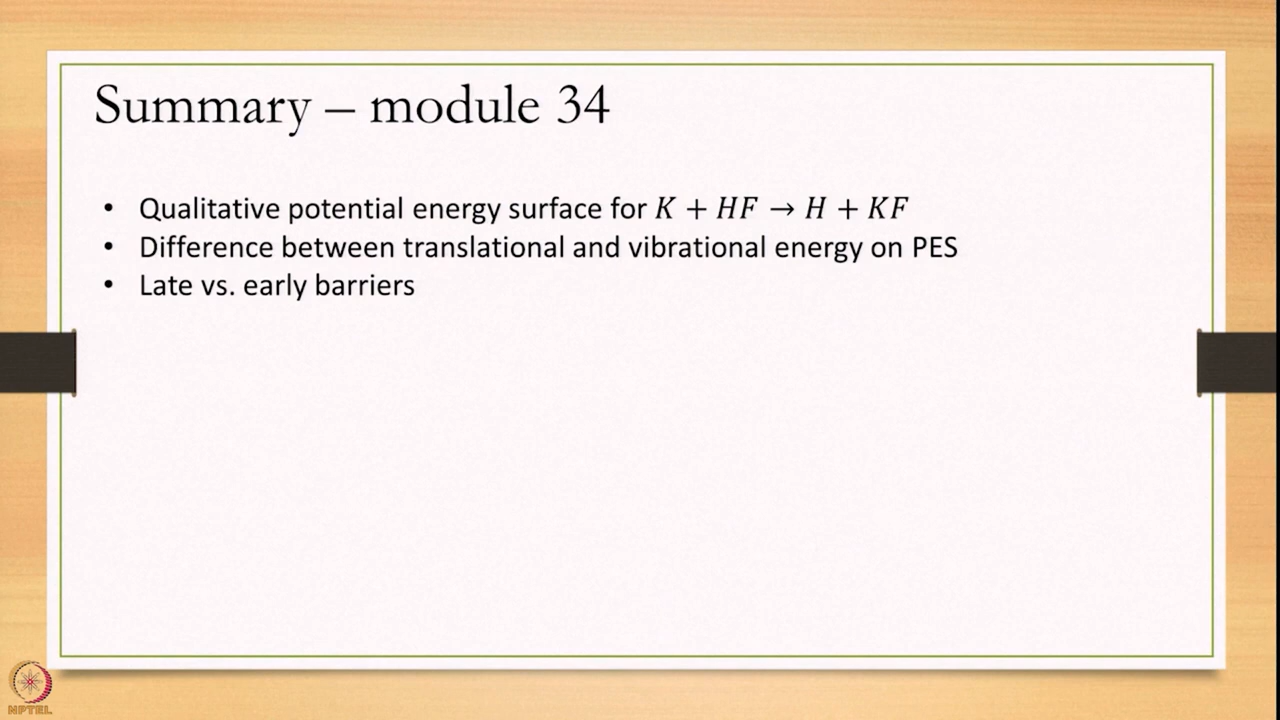 Summary – module 34
• Qualitative potential energy surface for K + HF → H + KF
• Difference between translational and vibrational energy on PES
• Late vs. early barriers
NPTEL